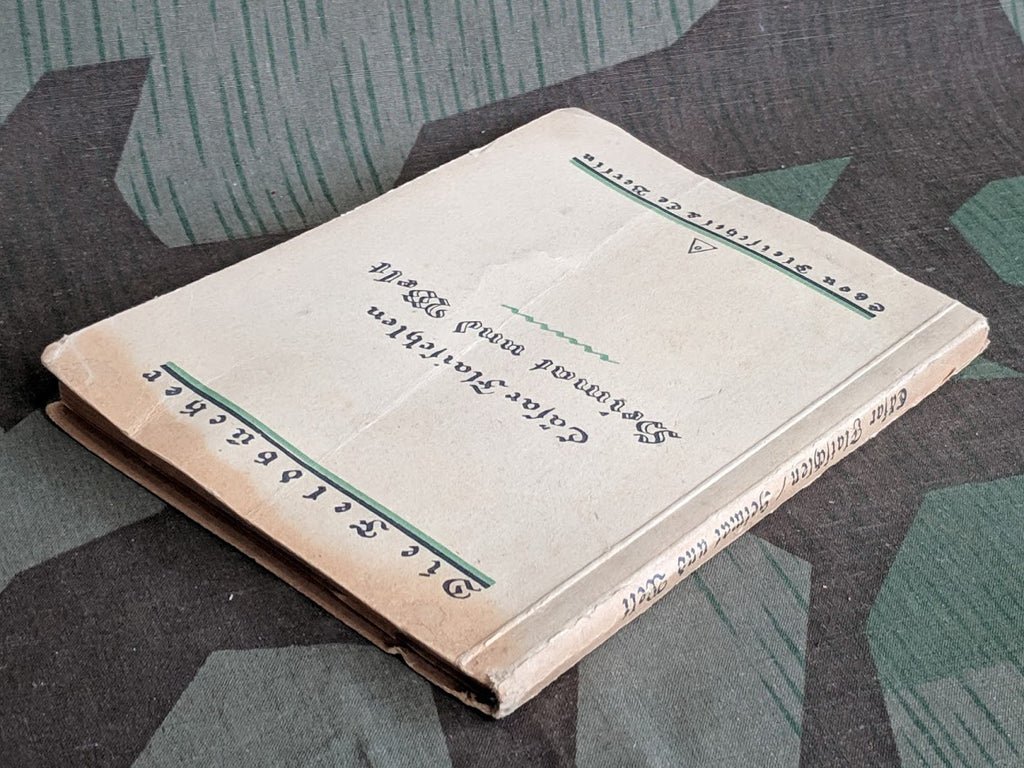 Die Feldbücher
Cäsar Flaischlen
Heimat und Welt
Egon Fleischel & Co Berlin
Cäsar Flaischlen / Heimat und Welt